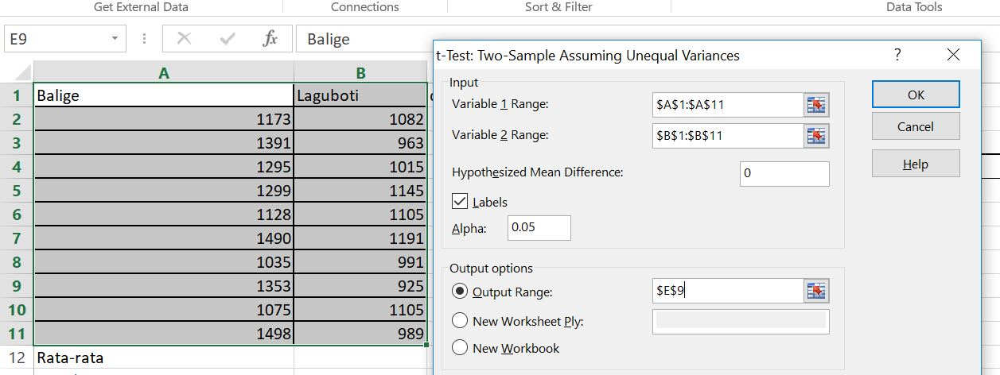 Get External Data Connections Sort & Filter Data Tools
E9 fx Balige
t-Test: Two-Sample Assuming Unequal Variances ?
A B
1 Balige Laguboti
2 1173 1082
3 1391 963
4 1295 1015
5 1299 1145
6 1128 1105
7 1490 1191
8 1035 991
9 1353 925
10 1075 1105
11 1498 989
12 Rata-rata
Input
Variable 1 Range: $A$1:$A$11
Variable 2 Range: $B$1:$B$11
Hypothesized Mean Difference: 0
Labels
Alpha: 0.05
Output options
Output Range: $E$9
New Worksheet Ply:
New Workbook
OK
Cancel
Help